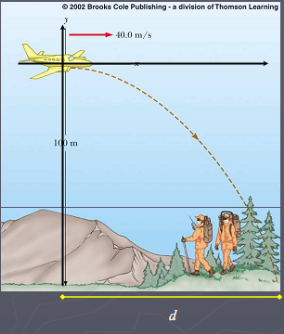 © 2002 Brooks Cole Publishing - a division of Thomson Learning
y
40.0 m/s
x
100 m
d